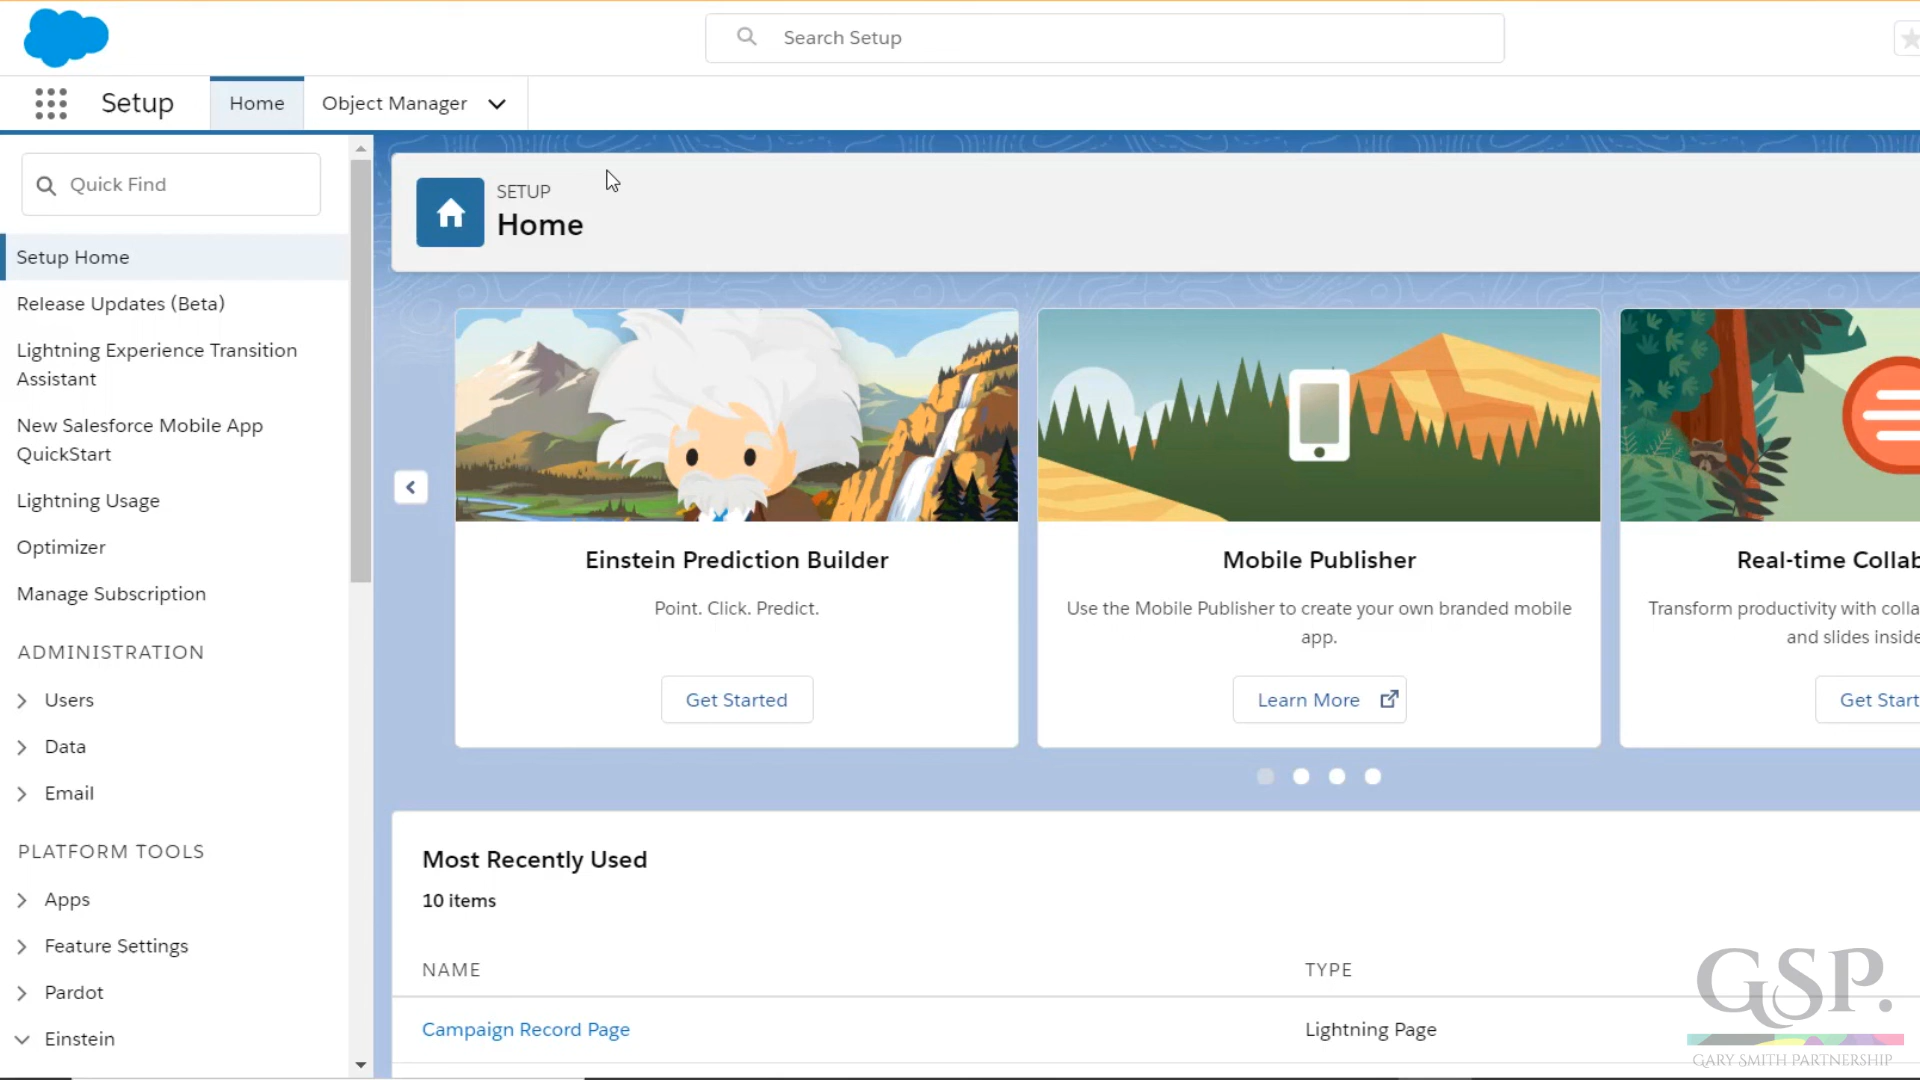 Search Setup
Setup
Home
Object Manager
Quick Find
Setup Home
Release Updates (Beta)
Lightning Experience Transition
Assistant
New Salesforce Mobile App
QuickStart
Lightning Usage
Optimizer
Manage Subscription
ADMINISTRATION
Users
Data
Email
PLATFORM TOOLS
Apps
Feature Settings
Pardot
Einstein
SETUP
Home
Einstein Prediction Builder
Point. Click. Predict.
Get Started
Mobile Publisher
Use the Mobile Publisher to create your own branded mobile
app.
Learn More
Real-time Collab
Transform productivity with colla
and slides inside
Get Start
Most Recently Used
10 items
NAME
TYPE
Campaign Record Page
Lightning Page
GSP.
GARY SMITH PARTNERSHIP